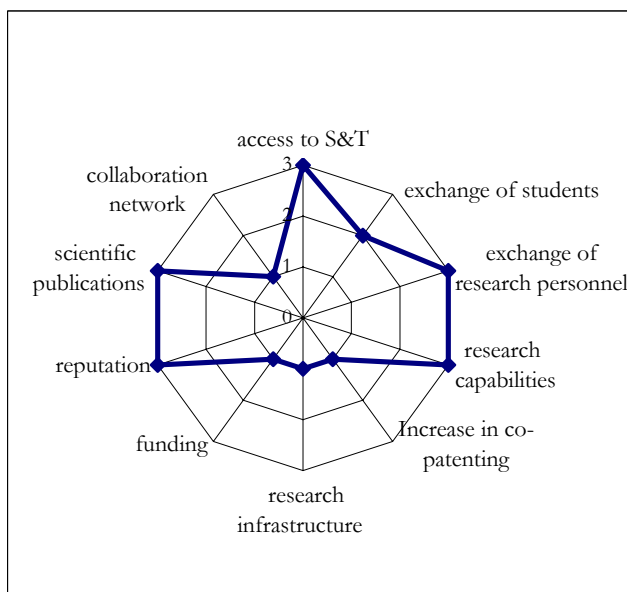 access to S&T
3
collaboration
network
exchange of students
2
scientific
publications
exchange of
research personnel
1
0
reputation
research
capabilities
funding
Increase in co-
patenting
research
infrastructure